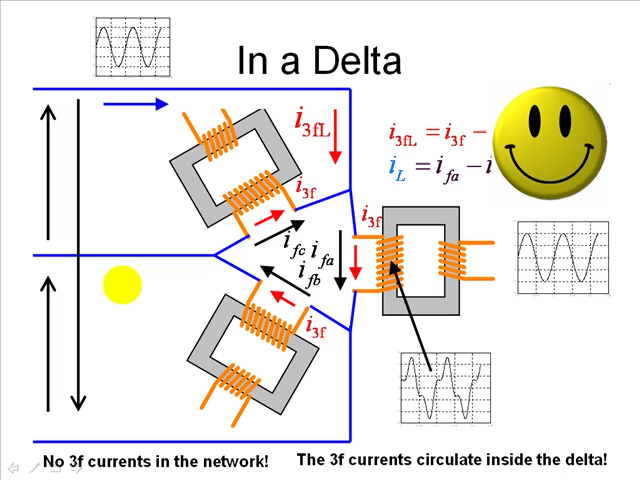 In a Delta
i3fL
i3fL = i3f −
iL = ifa − i
i3f
i3f
ifc ifa
ifb
i3f
No 3f currents in the network!
The 3f currents circulate inside the delta!